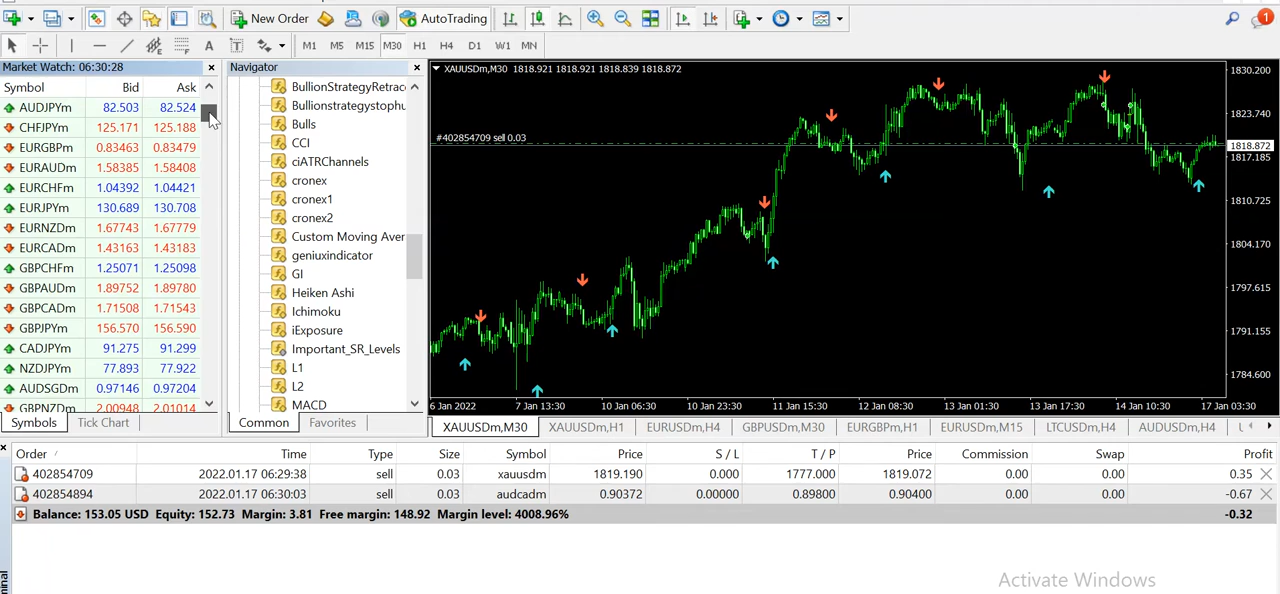 New Order AutoTrading 1
A T M1 M5 M15 M30 H1 H4 D1 W1 MN
Market Watch: 06:30:28
Symbol Bid Ask
AUDJPYm 82.503 82.524
CHFJPYm 125.171 125.188
EURGBPm 0.83463 0.83479
EURAUDm 1.58385 1.58408
EURCHFm 1.04392 1.04421
EURJPYm 130.689 130.708
EURNZDm 1.67743 1.67779
EURCADm 1.43163 1.43183
GBPCHFm 1.25071 1.25098
GBPAUDm 1.89752 1.89780
GBPCADm 1.71508 1.71543
GBPJPYm 156.570 156.590
CADJPYm 91.275 91.299
NZDJPYm 77.893 77.922
AUDSGDm 0.97146 0.97204
GBPNZDm 2.00948 2.01014
Symbols Tick Chart
Navigator
BullionStrategyRetrac
Bullionstrategystophu
Bulls
CCI
ciATRChannels
cronex
cronex1
cronex2
Custom Moving Aver
geniuxindicator
GI
Heiken Ashi
Ichimoku
iExposure
Important_SR_Levels
L1
L2
MACD
Common Favorites
XAUUSDm,M30 1818.921 1818.921 1818.839 1818.872
#402854709 sell 0.03
1830.200
1823.740
1818.872
1817.185
1810.725
1804.170
1797.615
1791.155
1784.600
6 Jan 2022 7 Jan 13:30 10 Jan 06:30 10 Jan 23:30 11 Jan 15:30 12 Jan 08:30 13 Jan 01:30 13 Jan 17:30 14 Jan 10:30 17 Jan 03:30
XAUUSDm,M30 XAUUSDm,H1 EURUSDm,H4 GBPUSDm,M30 EURGBPm,H1 EURUSDm,M15 LTCUSDm,H4 AUDUSDm,H4
Order Time Type Size Symbol Price S / L T / P Price Commission Swap Profit
402854709 2022.01.17 06:29:38 sell 0.03 xauusdm 1819.190 0.000 1777.000 1819.072 0.00 0.00 0.35
402854894 2022.01.17 06:30:03 sell 0.03 audcadm 0.90372 0.00000 0.89800 0.90400 0.00 0.00 -0.67
Balance: 153.05 USD Equity: 152.73 Margin: 3.81 Free margin: 148.92 Margin level: 4008.96% -0.32
Activate Windows